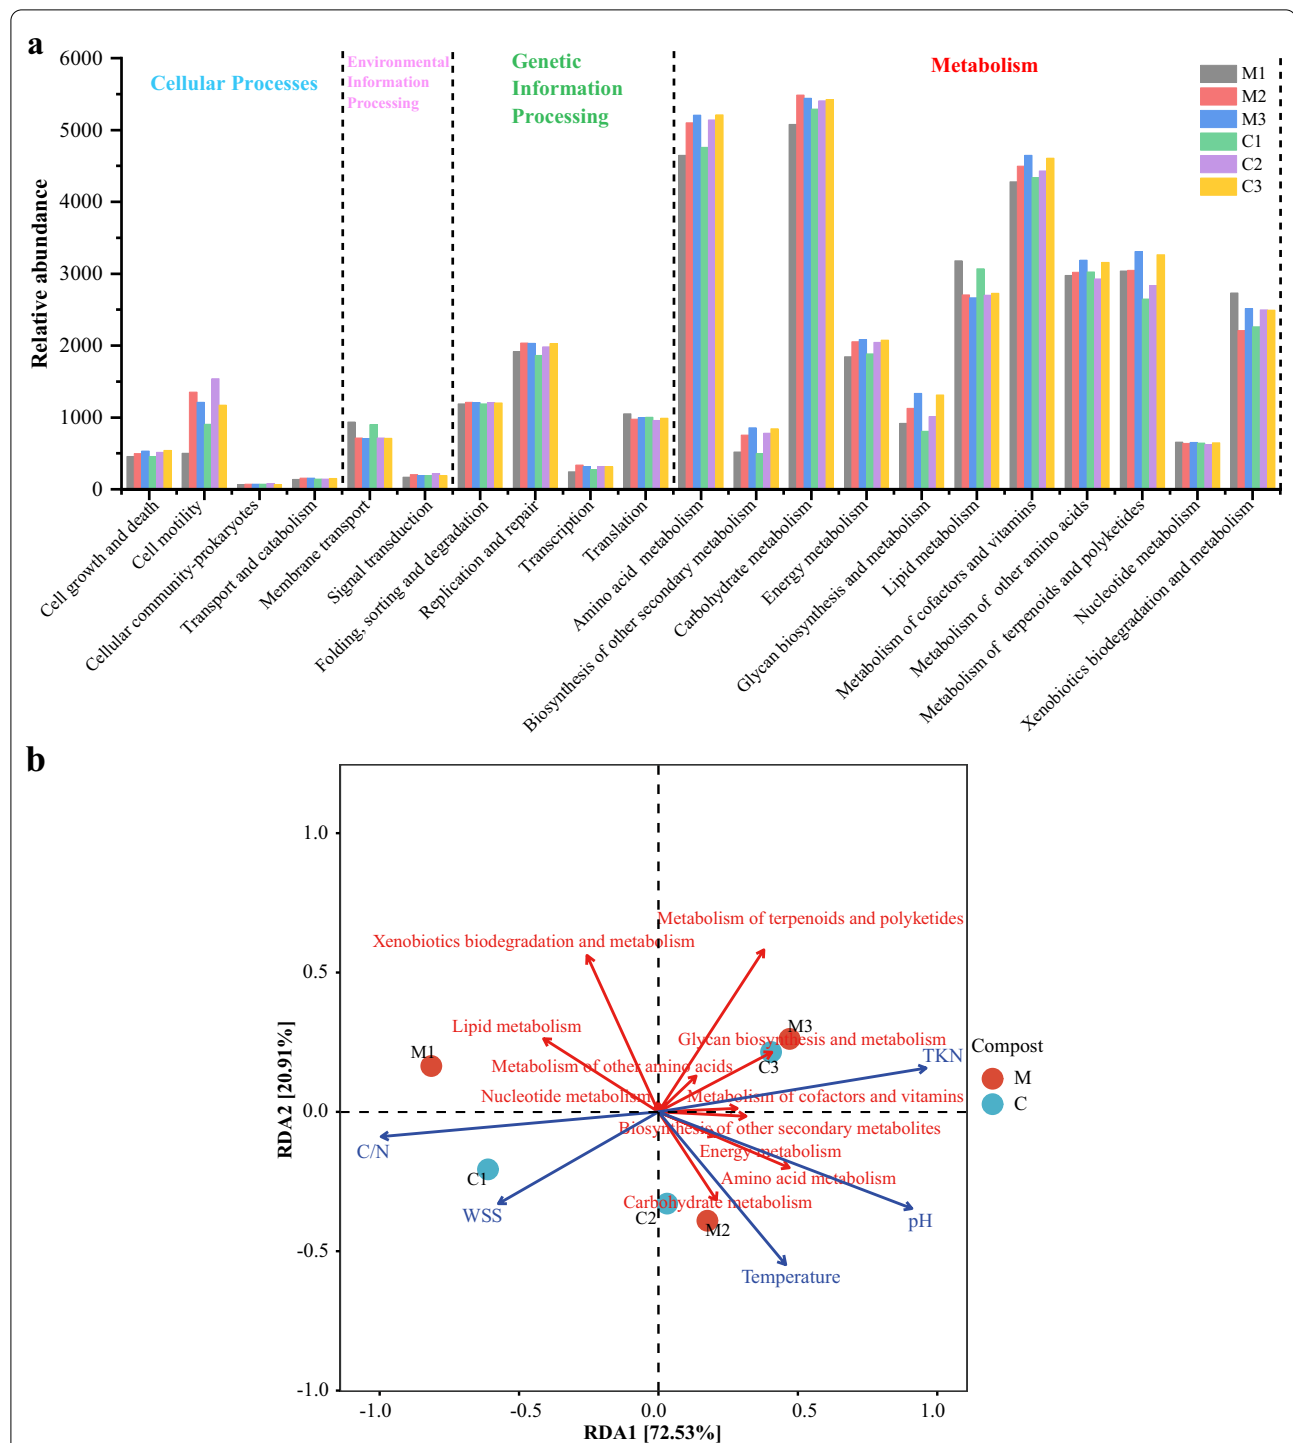 a
6000
5000
4000
3000
2000
1000
0
Relative abundance
Cellular Processes
Environmental
Information
Processing
Genetic
Information
Processing
Metabolism
M1
M2
M3
C1
C2
C3
Cell growth and death
Cell motility
Cellular community-prokaryotes
Transport and catabolism
Membrane transport
Signal transduction
Folding, sorting and degradation
Replication and repair
Transcription
Translation
Amino acid metabolism
Biosynthesis of other secondary metabolism
Carbohydrate metabolism
Energy metabolism
Glycan biosynthesis and metabolism
Lipid metabolism
Metabolism of cofactors and vitamins
Metabolism of other amino acids
Metabolism of terpenoids and polyketides
Nucleotide metabolism
Xenobiotics biodegradation and metabolism
b
1.0
0.5
0.0
-0.5
-1.0
RDA2 [20.91%]
Metabolism of terpenoids and polyketides
Xenobiotics biodegradation and metabolism
Lipid metabolism
M3
Glycan biosynthesis and metabolism
M1
TKN
C3
Metabolism of other amino acids
Nucleotide metabolism
Metabolism of cofactors and vitamins
Biosynthesis of other secondary metabolites
C/N
Energy metabolism
C1
Amino acid metabolism
Carbohydrate metabolism
WSS
C2
M2
pH
Temperature
Compost
M
C
-1.0
-0.5
0.0
0.5
1.0
RDA1 [72.53%]